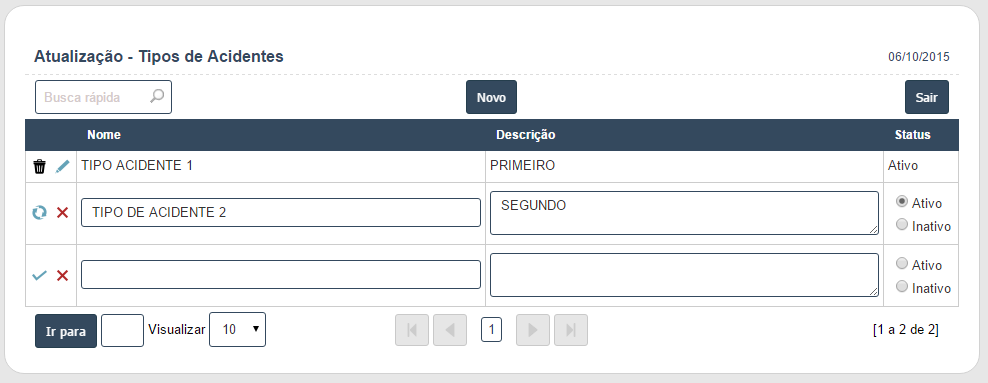 Atualização - Tipos de Acidentes 06/10/2015
Busca rápida Novo Sair
Nome Descrição Status
TIPO ACIDENTE 1 PRIMEIRO Ativo
TIPO DE ACIDENTE 2 SEGUNDO Ativo
Inativo
Ativo
Inativo
Ir para Visualizar 10 1 [1 a 2 de 2]